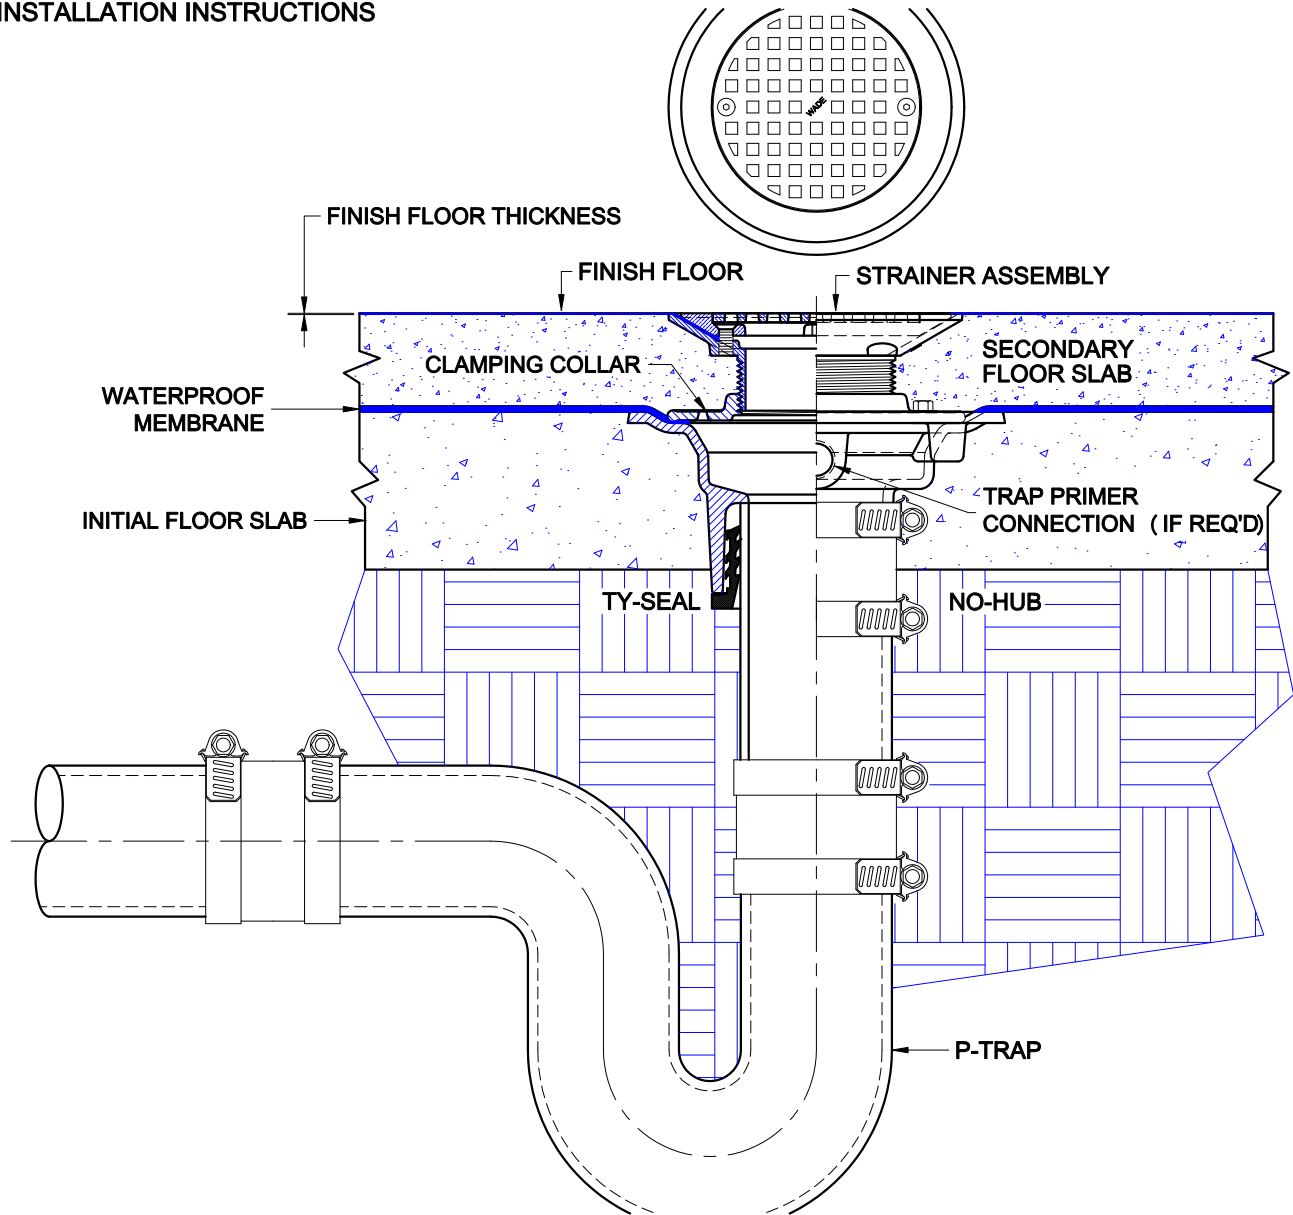 INSTALLATION INSTRUCTIONS
WADE
FINISH FLOOR THICKNESS
FINISH FLOOR
STRAINER ASSEMBLY
SECONDARY
FLOOR SLAB
CLAMPING COLLAR
WATERPROOF
MEMBRANE
TRAP PRIMER
CONNECTION ( IF REQ'D)
INITIAL FLOOR SLAB
TY-SEAL
NO-HUB
P-TRAP